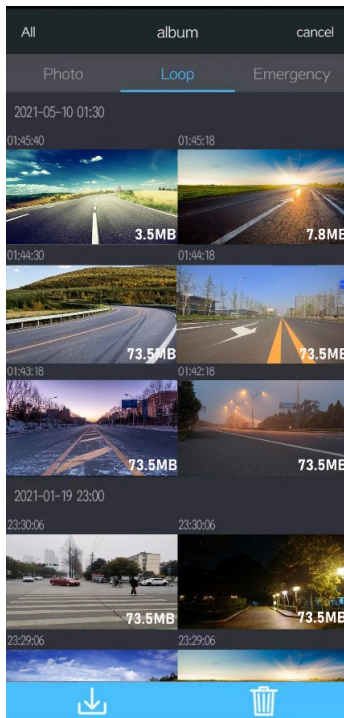 All album cancel
Photo Loop Emergency
2021-05-10 01:30
01:45:40 01:45:18
3.5MB 7.8MB
01:44:30 01:44:18
73.5MB 73.5MB
01:43:18 01:42:18
73.5MB 73.5MB
2021-01-19 23:00
23:30:06 23:30:06
73.5MB 73.5MB
23:29:06 23:29:06